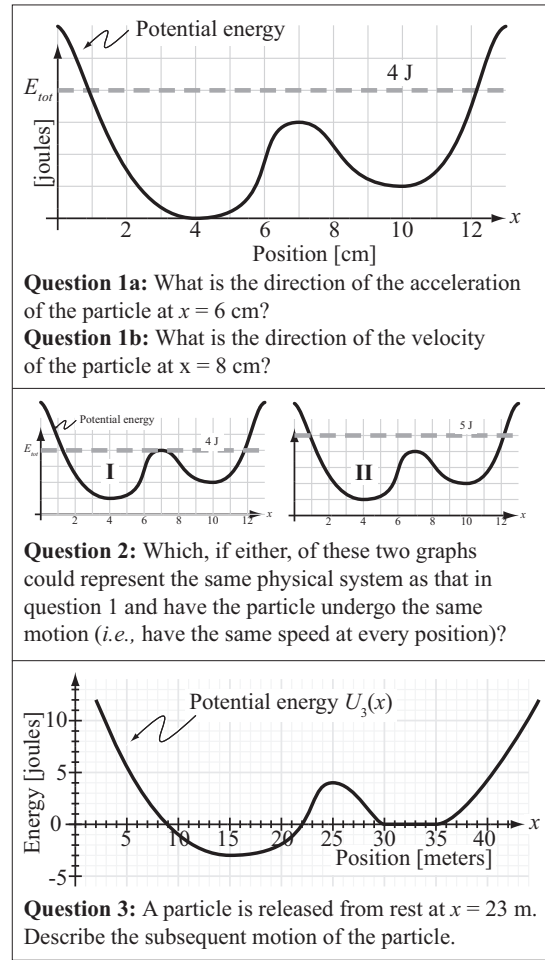 Potential energy
4 J
E_tot
[joules]
2 4 6 8 10 12
x
Position [cm]
Question 1a: What is the direction of the acceleration
of the particle at x = 6 cm?
Question 1b: What is the direction of the velocity
of the particle at x = 8 cm?
Potential energy
4 J
E_tot
I
2 4 6 8 10 12
x
5 J
II
2 4 6 8 10 12
x
Question 2: Which, if either, of these two graphs
could represent the same physical system as that in
question 1 and have the particle undergo the same
motion (i.e., have the same speed at every position)?
Potential energy U₃(x)
Energy [joules]
10
5
0
-5
5 10 15 20 25 30 35 40
x
Position [meters]
Question 3: A particle is released from rest at x = 23 m.
Describe the subsequent motion of the particle.